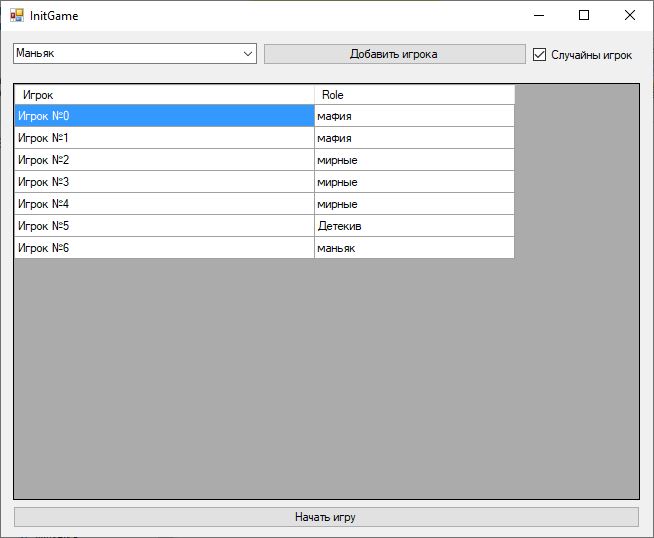 InitGame
Маньяк Добавить игрока Случайны игрок
Игрок Role
Игрок №0 мафия
Игрок №1 мафия
Игрок №2 мирные
Игрок №3 мирные
Игрок №4 мирные
Игрок №5 Детекив
Игрок №6 маньяк
Начать игру